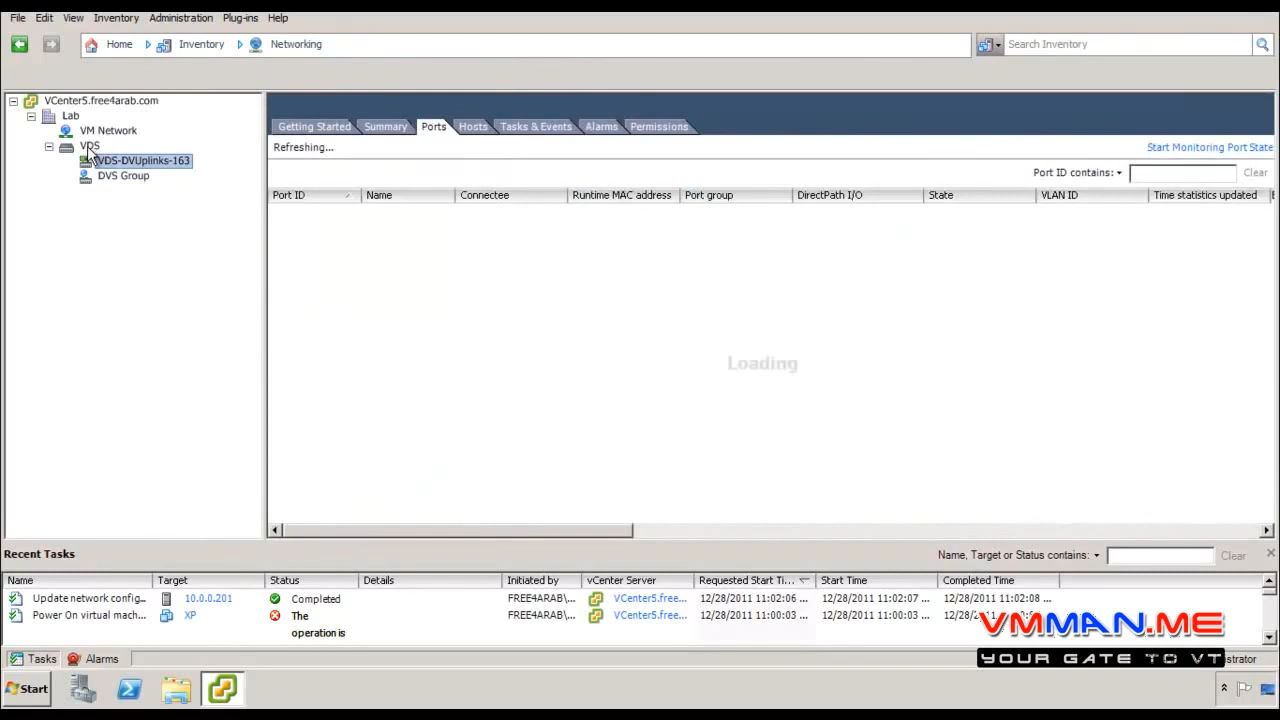 File Edit View Inventory Administration Plug-ins Help
Home Inventory Networking Search Inventory
VCenter5.free4arab.com
Lab
VM Network
VDS
VDS-DVUplinks-163
DVS Group
Getting Started Summary Ports Hosts Tasks & Events Alarms Permissions
Refreshing... Start Monitoring Port State
Port ID contains: Clear
Port ID Name Connectee Runtime MAC address Port group DirectPath I/O State VLAN ID Time statistics updated
Loading
Recent Tasks Name, Target or Status contains: Clear
Name Target Status Details Initiated by vCenter Server Requested Start Ti... Start Time Completed Time
Update network config... 10.0.0.201 Completed FREE4ARAB\... VCenter5.free... 12/28/2011 11:02:06 ... 12/28/2011 11:02:07 ... 12/28/2011 11:02:08 ...
Power On virtual mach... XP The FREE4ARAB\... VCenter5.free... 12/28/2011 11:00:03 ... 12/28/2011 11:00:03 ...
operation is
VMMAN.ME
YOUR GATE TO VT
Tasks Alarms
Start